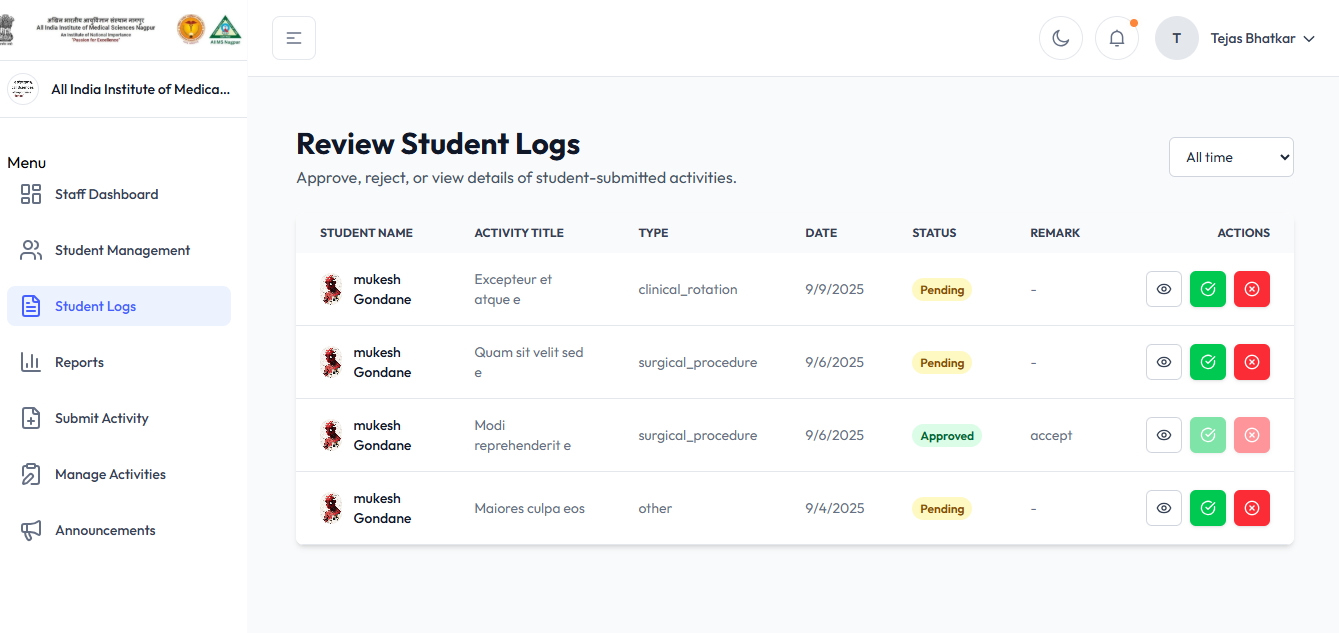 अखिल भारतीय आयुर्विज्ञान संस्थान नागपुर
All India Institute of Medical Sciences Nagpur
An Institute of National Importance
"Passion for Excellence"
AIIMS Nagpur
All India Institute of Medica...
T
Tejas Bhatkar
Menu
Staff Dashboard
Student Management
Student Logs
Reports
Submit Activity
Manage Activities
Announcements
Review Student Logs
Approve, reject, or view details of student-submitted activities.
All time
STUDENT NAME ACTIVITY TITLE TYPE DATE STATUS REMARK ACTIONS
mukesh
Gondane
Excepteur et
atque e
clinical_rotation
9/9/2025
Pending
-
mukesh
Gondane
Quam sit velit sed
e
surgical_procedure
9/6/2025
Pending
-
mukesh
Gondane
Modi
reprehenderit e
surgical_procedure
9/6/2025
Approved
accept
mukesh
Gondane
Maiores culpa eos
other
9/4/2025
Pending
-